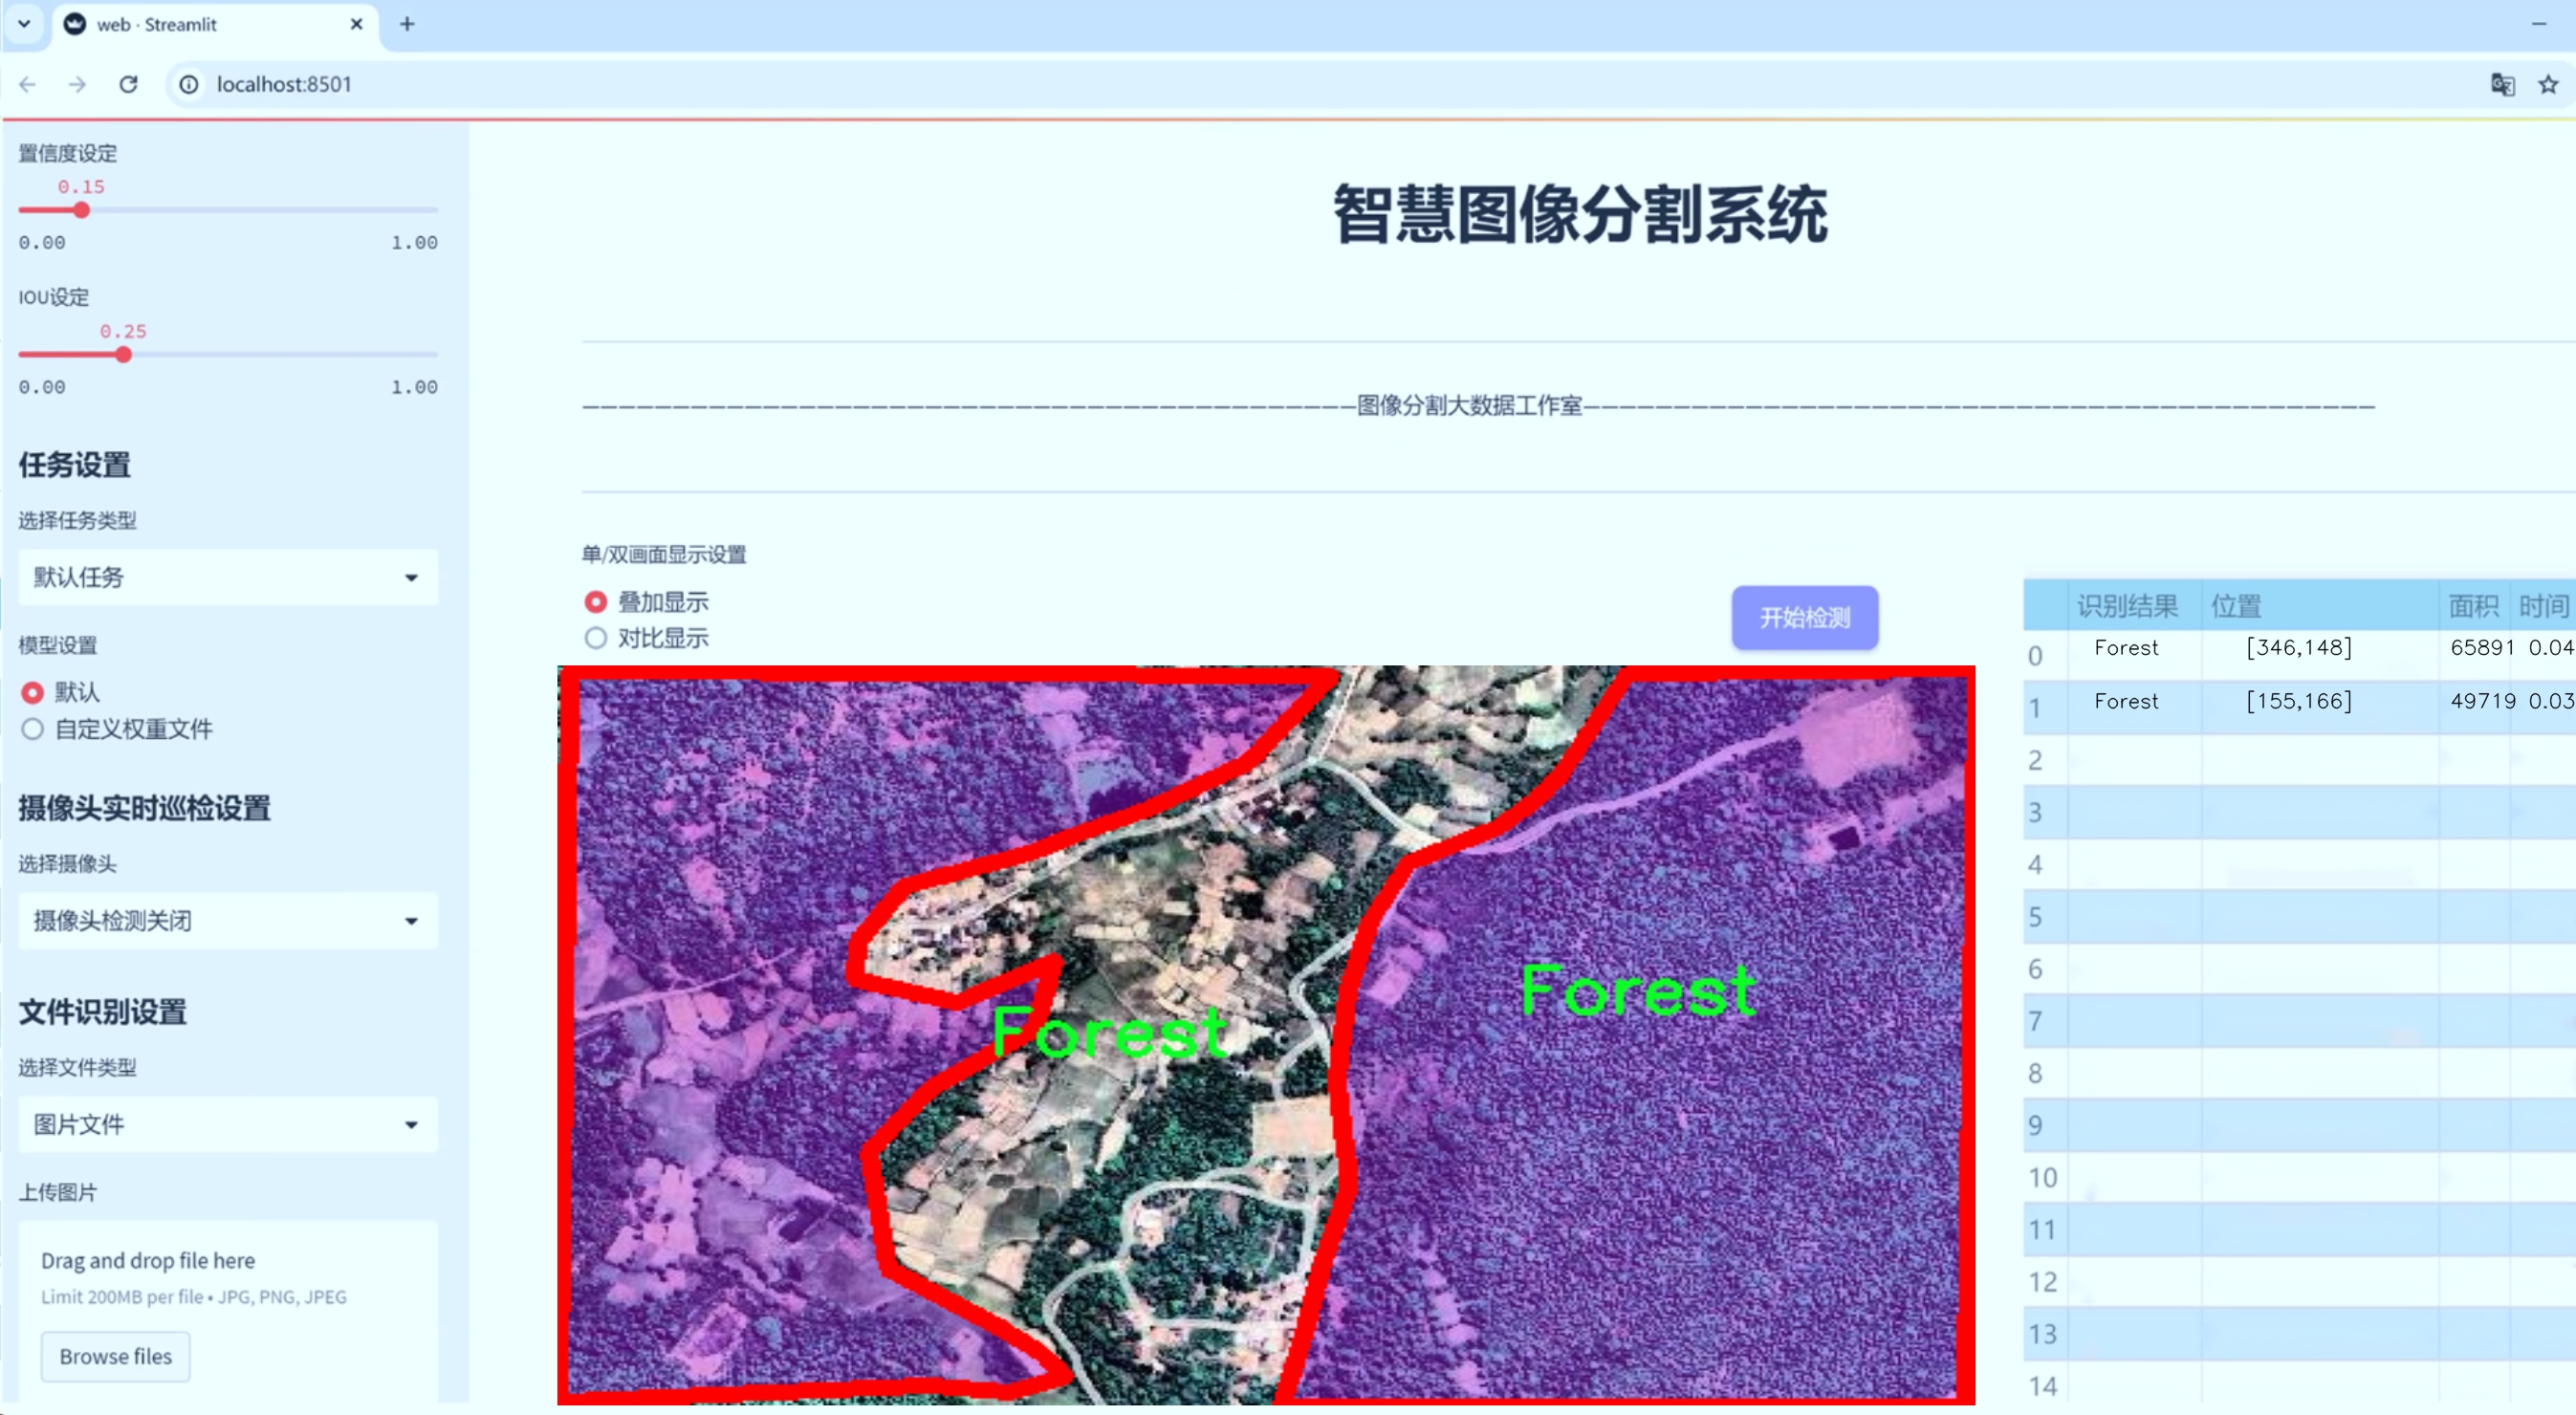 web · Streamlit
localhost:8501
置信度设定
0.15
0.00 1.00
IOU设定
0.25
0.00 1.00
任务设置
选择任务类型
默认任务
模型设置
默认
自定义权重文件
摄像头实时巡检设置
选择摄像头
摄像头检测关闭
文件识别设置
选择文件类型
图片文件
上传图片
Drag and drop file here
Limit 200MB per file • JPG, PNG, JPEG
Browse files
智慧图像分割系统
———————————————————————————————————————————图像分割大数据工作室————————————————————————————————————————————
单/双画面显示设置
叠加显示
对比显示
开始检测
Forest
Forest
识别结果 位置 面积 时间
0 Forest [346,148] 65891 0.04
1 Forest [155,166] 49719 0.03
2
3
4
5
6
7
8
9
10
11
12
13
14